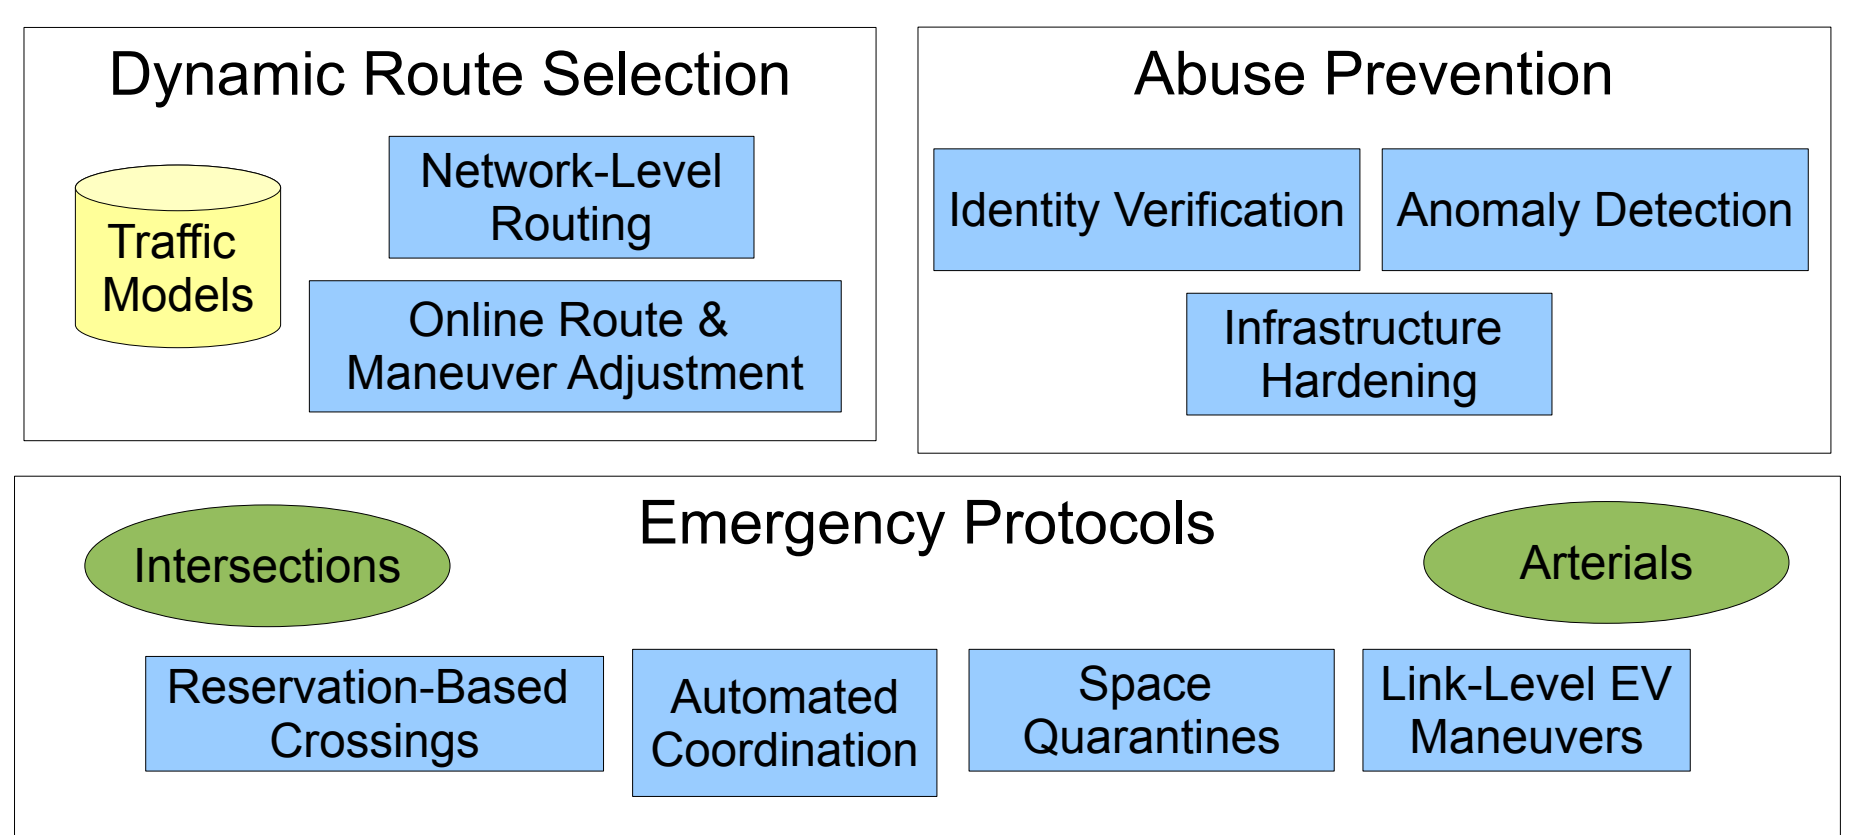 Dynamic Route Selection
Traffic
Models
Network-Level
Routing
Online Route &
Maneuver Adjustment
Abuse Prevention
Identity Verification
Anomaly Detection
Infrastructure
Hardening
Emergency Protocols
Intersections
Arterials
Reservation-Based
Crossings
Automated
Coordination
Space
Quarantines
Link-Level EV
Maneuvers